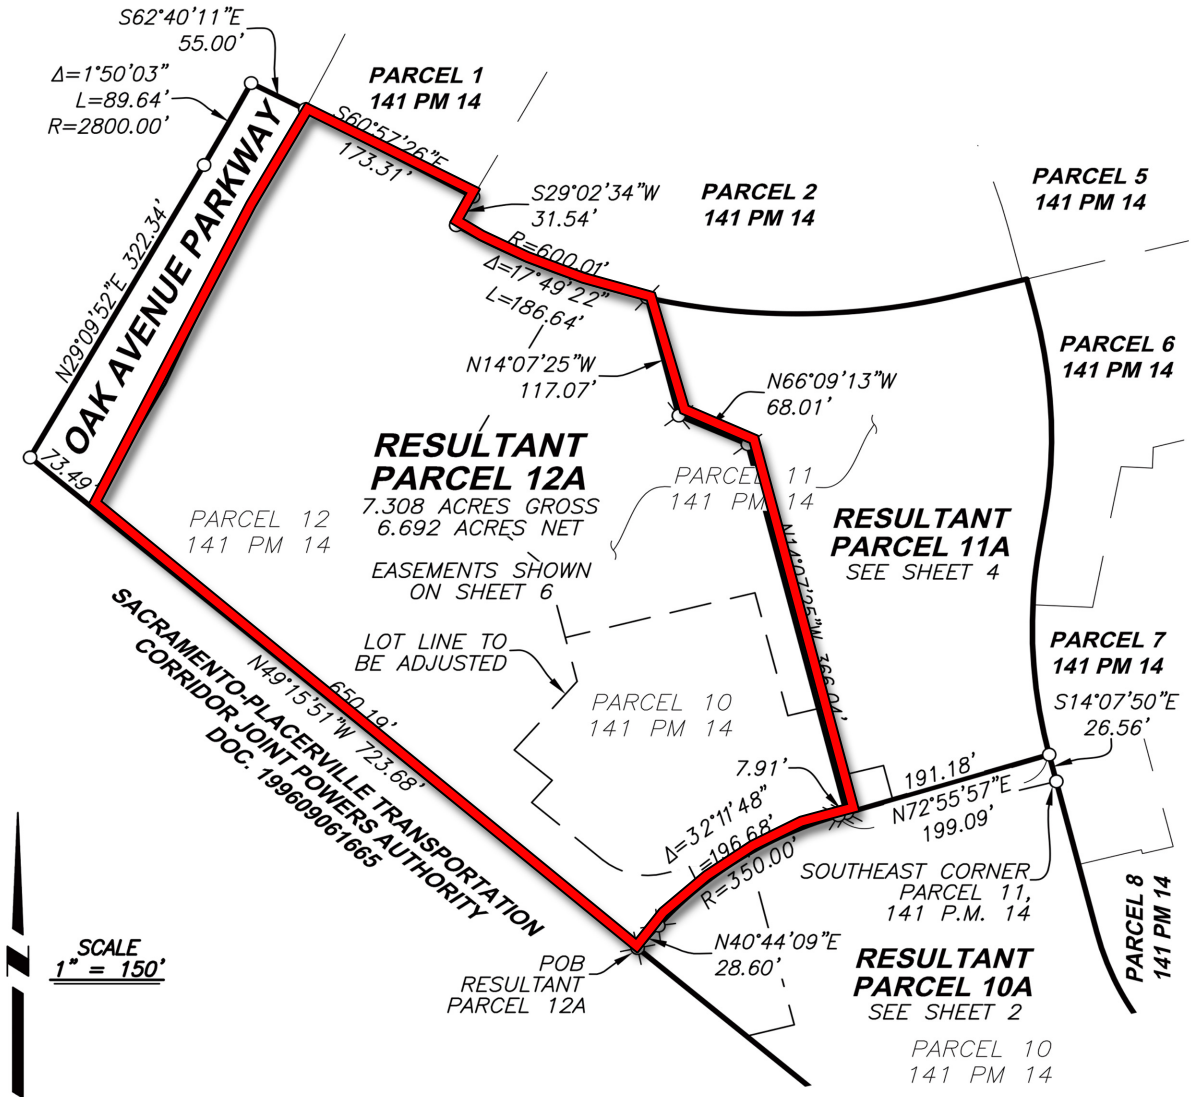 S62°40'11"E
55.00'
Δ=1°50'03"
L=89.64'
R=2800.00'
PARCEL 1
141 PM 14
S60°57'26"E
173.31'
S29°02'34"W
31.54'
PARCEL 2
141 PM 14
PARCEL 5
141 PM 14
OAK AVENUE PARKWAY
N29°09'52"E 322.34'
R=600.01'
Δ=17°49'22"
L=186.64'
N14°07'25"W
117.07'
N66°09'13"W
68.01'
PARCEL 6
141 PM 14
RESULTANT
PARCEL 12A
7.308 ACRES GROSS
6.692 ACRES NET
EASEMENTS SHOWN
ON SHEET 6
73.49'
PARCEL 12
141 PM 14
PARCEL 11
141 PM 14
RESULTANT
PARCEL 11A
SEE SHEET 4
N14°07'25"W 366.04'
LOT LINE TO
BE ADJUSTED
PARCEL 10
141 PM 14
PARCEL 7
141 PM 14
S14°07'50"E
26.56'
650.19'
N49°15'51"W 723.68'
SACRAMENTO-PLACERVILLE TRANSPORTATION
CORRIDOR JOINT POWERS AUTHORITY
DOC. 199609061665
7.91'
191.18'
N72°55'57"E
199.09'
Δ=32°11'48"
L=196.68'
R=350.00'
SOUTHEAST CORNER
PARCEL 11,
141 P.M. 14
PARCEL 8
141 PM 14
N40°44'09"E
28.60'
POB
RESULTANT
PARCEL 12A
RESULTANT
PARCEL 10A
SEE SHEET 2
PARCEL 10
141 PM 14
N
SCALE
1" = 150'